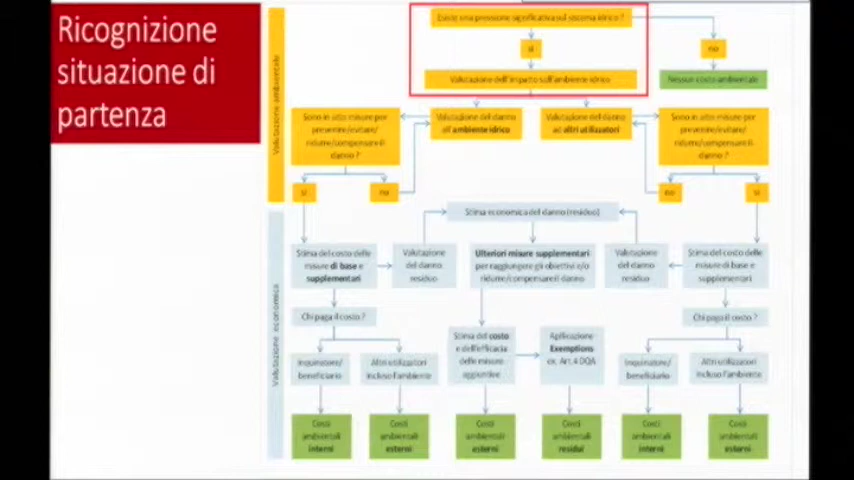 Ricognizione
situazione di
partenza
Valutazione ambientale
Esiste una pressione significativa sul sistema idrico ?
si
no
Valutazione dell'impatto sull'ambiente idrico
Nessun costo ambientale
Sono in atto misure per
prevenire/evitare/
ridurre/compensare il
danno ?
Valutazione del danno
all'ambiente idrico
Valutazione del danno
ad altri utilizzatori
Sono in atto misure per
prevenire/evitare/
ridurre/compensare il
danno ?
si
no
no
si
Valutazione economica
Stima economica del danno (residuo)
Stima del costo delle
misure di base e
supplementari
Valutazione
del danno
residuo
Ulteriori misure supplementari
per raggiungere gli obiettivi e/o
ridurre/compensare il danno
Valutazione
del danno
residuo
Stima del costo delle
misure di base e
supplementari
Chi paga il costo ?
Chi paga il costo ?
Stima del costo
e dell'efficacia
delle misure
aggiuntive
Applicazione
Exemptions
ex. Art.4 DQA
Inquinatore/
beneficiario
Altri utilizzatori
incluso l'ambiente
Inquinatore/
beneficiario
Altri utilizzatori
incluso l'ambiente
Costi
ambientali
interni
Costi
ambientali
esterni
Costi
ambientali
esterni
Costi
ambientali
residui
Costi
ambientali
interni
Costi
ambientali
esterni